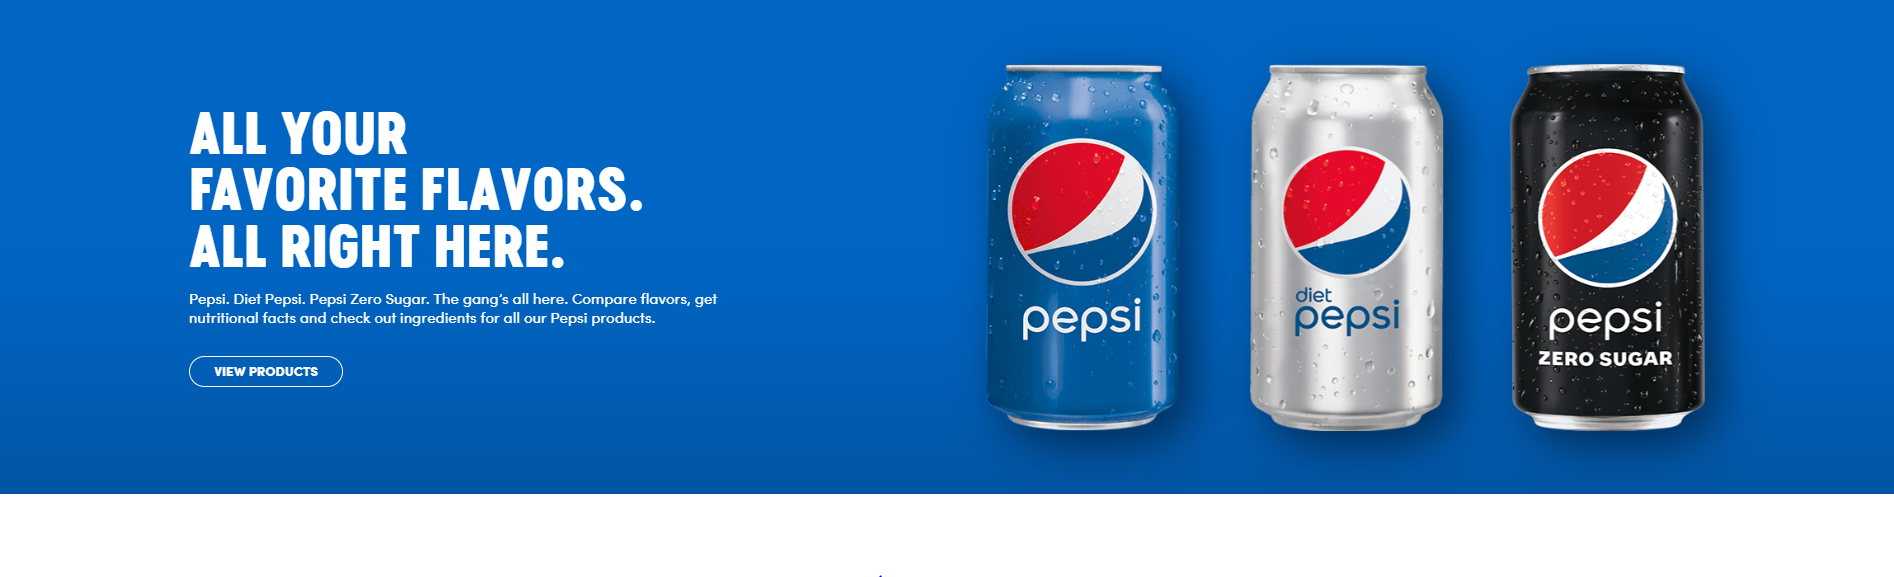 ALL YOUR
FAVORITE FLAVORS.
ALL RIGHT HERE.
Pepsi. Diet Pepsi. Pepsi Zero Sugar. The gang’s all here. Compare flavors, get
nutritional facts and check out ingredients for all our Pepsi products.
VIEW PRODUCTS
pepsi
diet
pepsi
pepsi
ZERO SUGAR